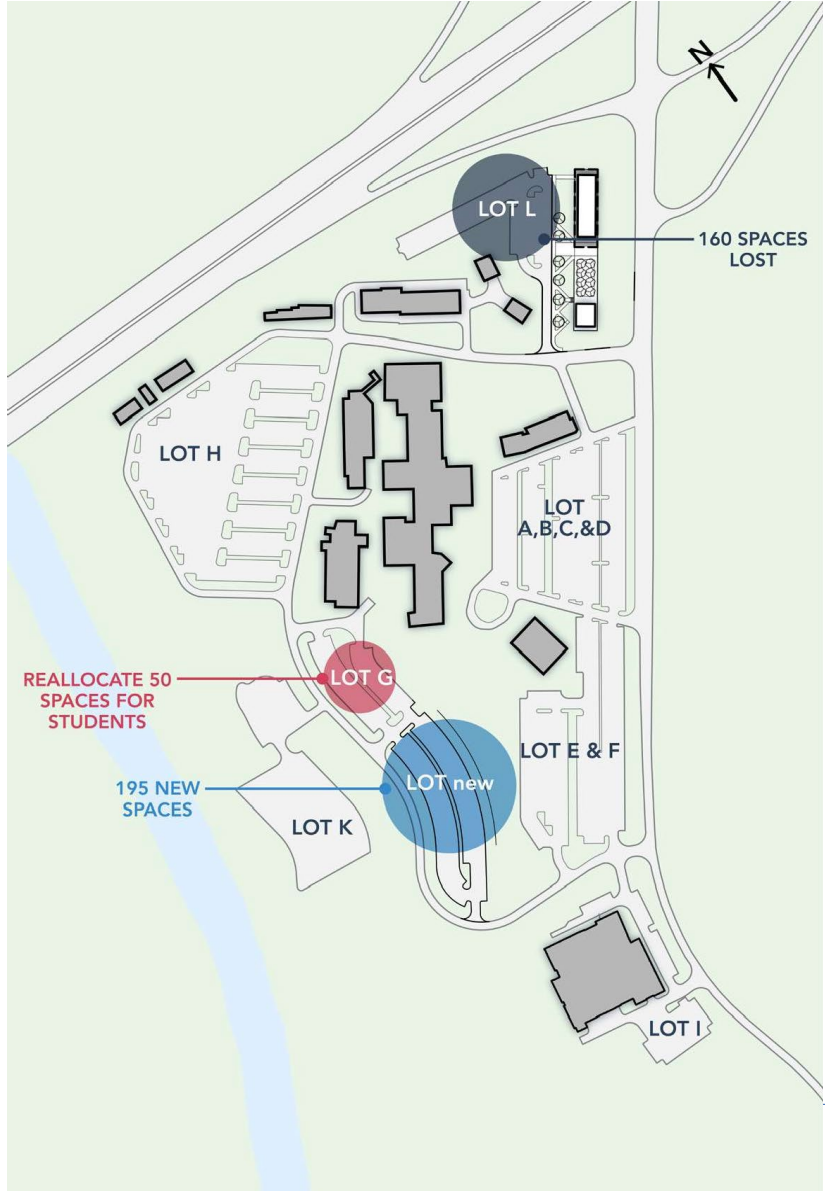 N
LOT L
160 SPACES
LOST
LOT H
LOT
A,B,C,&D
REALLOCATE 50
SPACES FOR
STUDENTS
LOT G
LOT E & F
195 NEW
SPACES
LOT new
LOT K
LOT I